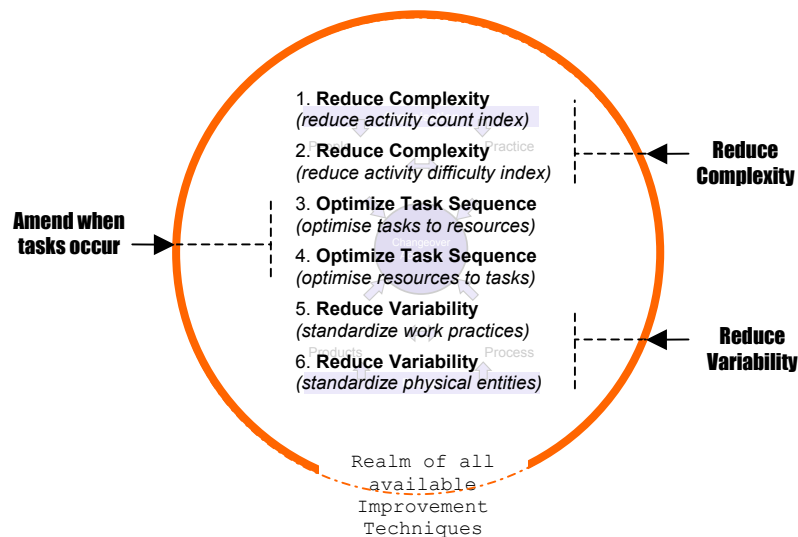 1. Reduce Complexity
(reduce activity count index)
People
Practice
2. Reduce Complexity
(reduce activity difficulty index)
Reduce
Complexity
3. Optimize Task Sequence
(optimise tasks to resources)
Amend when
tasks occur
Changeover
4. Optimize Task Sequence
(optimise resources to tasks)
5. Reduce Variability
(standardize work practices)
Reduce
Variability
Products
Process
6. Reduce Variability
(standardize physical entities)
Realm of all
available
Improvement
Techniques